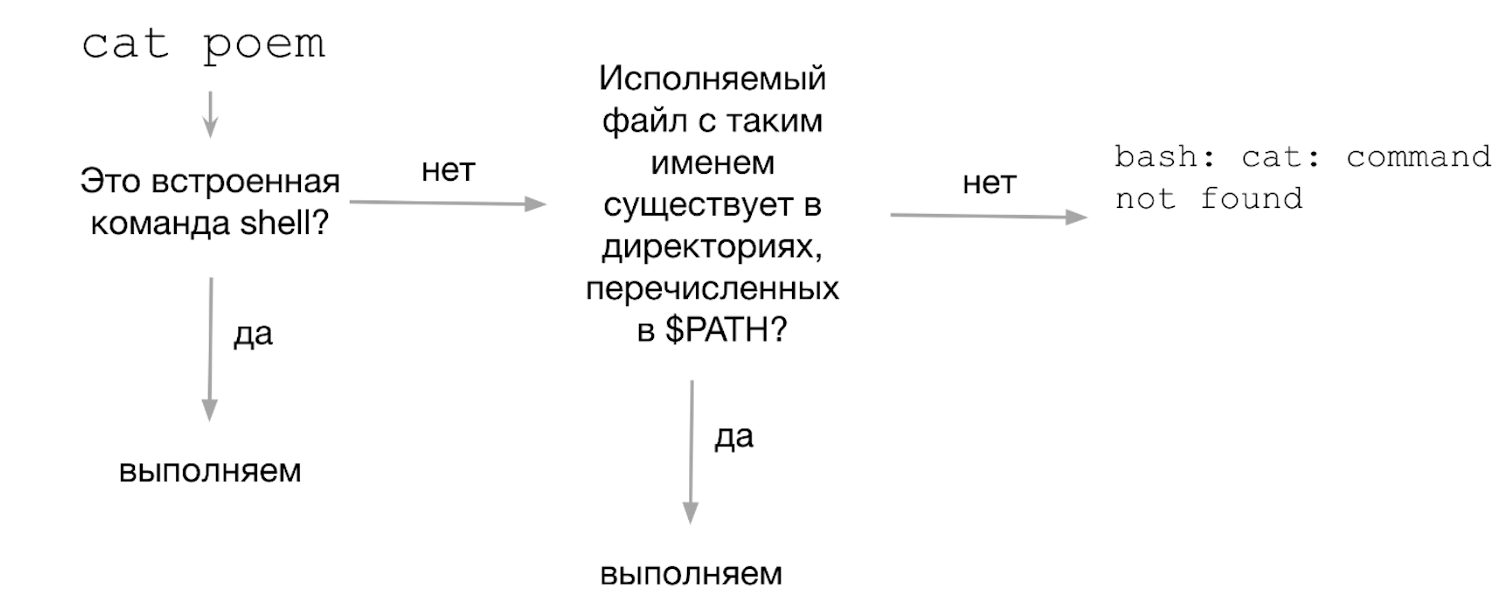 cat poem
Это встроенная
команда shell?
да
выполняем
нет
Исполняемый
файл с таким
именем
существует в
директориях,
перечисленных
в $PATH?
да
выполняем
нет
bash: cat: command
not found